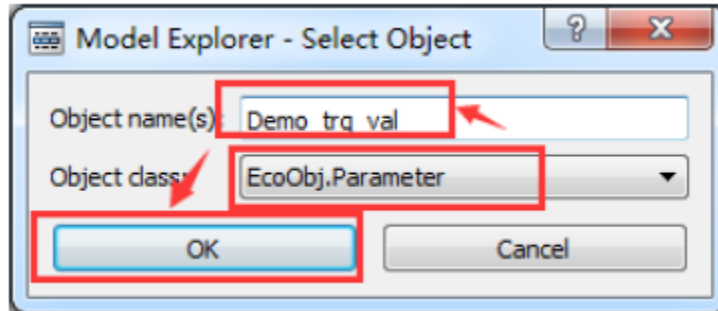 Model Explorer - Select Object
Object name(s): Demo_trq_val
Object class: EcoObj.Parameter
OK Cancel